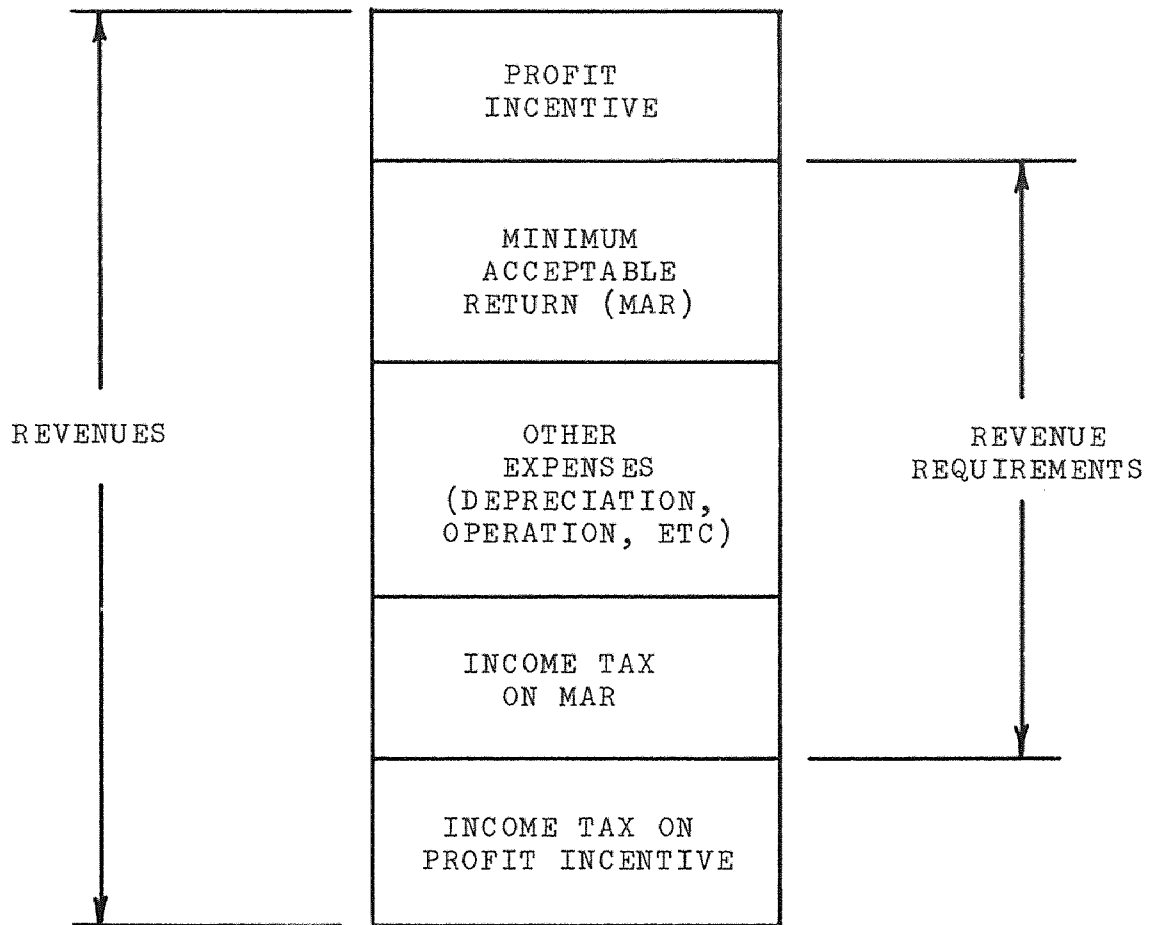 PROFIT
INCENTIVE
MINIMUM
ACCEPTABLE
RETURN (MAR)
REVENUES
OTHER
EXPENSES
(DEPRECIATION,
OPERATION, ETC)
REVENUE
REQUIREMENTS
INCOME TAX
ON MAR
INCOME TAX ON
PROFIT INCENTIVE